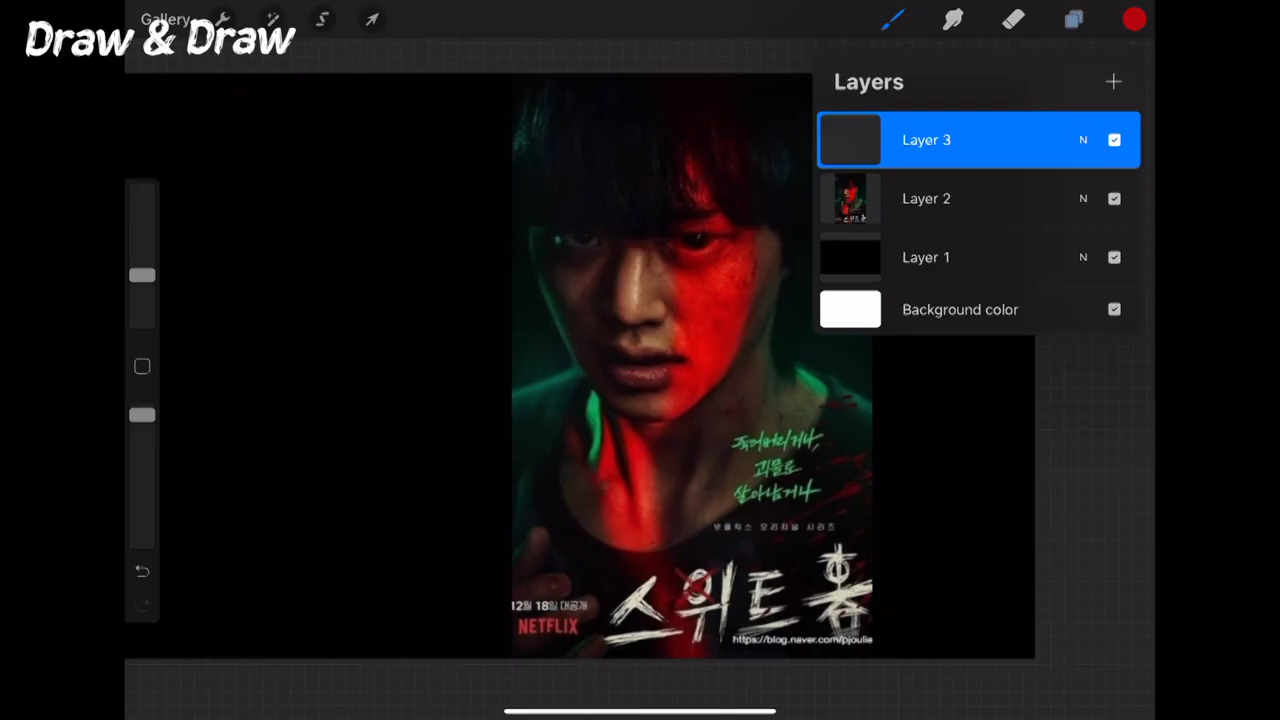 Gallery
Draw & Draw
Layers
Layer 3
N
Layer 2
N
Layer 1
N
Background color
죽어버리거나,
괴물로
살아남거나
넷플릭스 오리지널 시리즈
12월 18일 대공개
NETFLIX
스위트홈
https://blog.naver.com/pjoulie